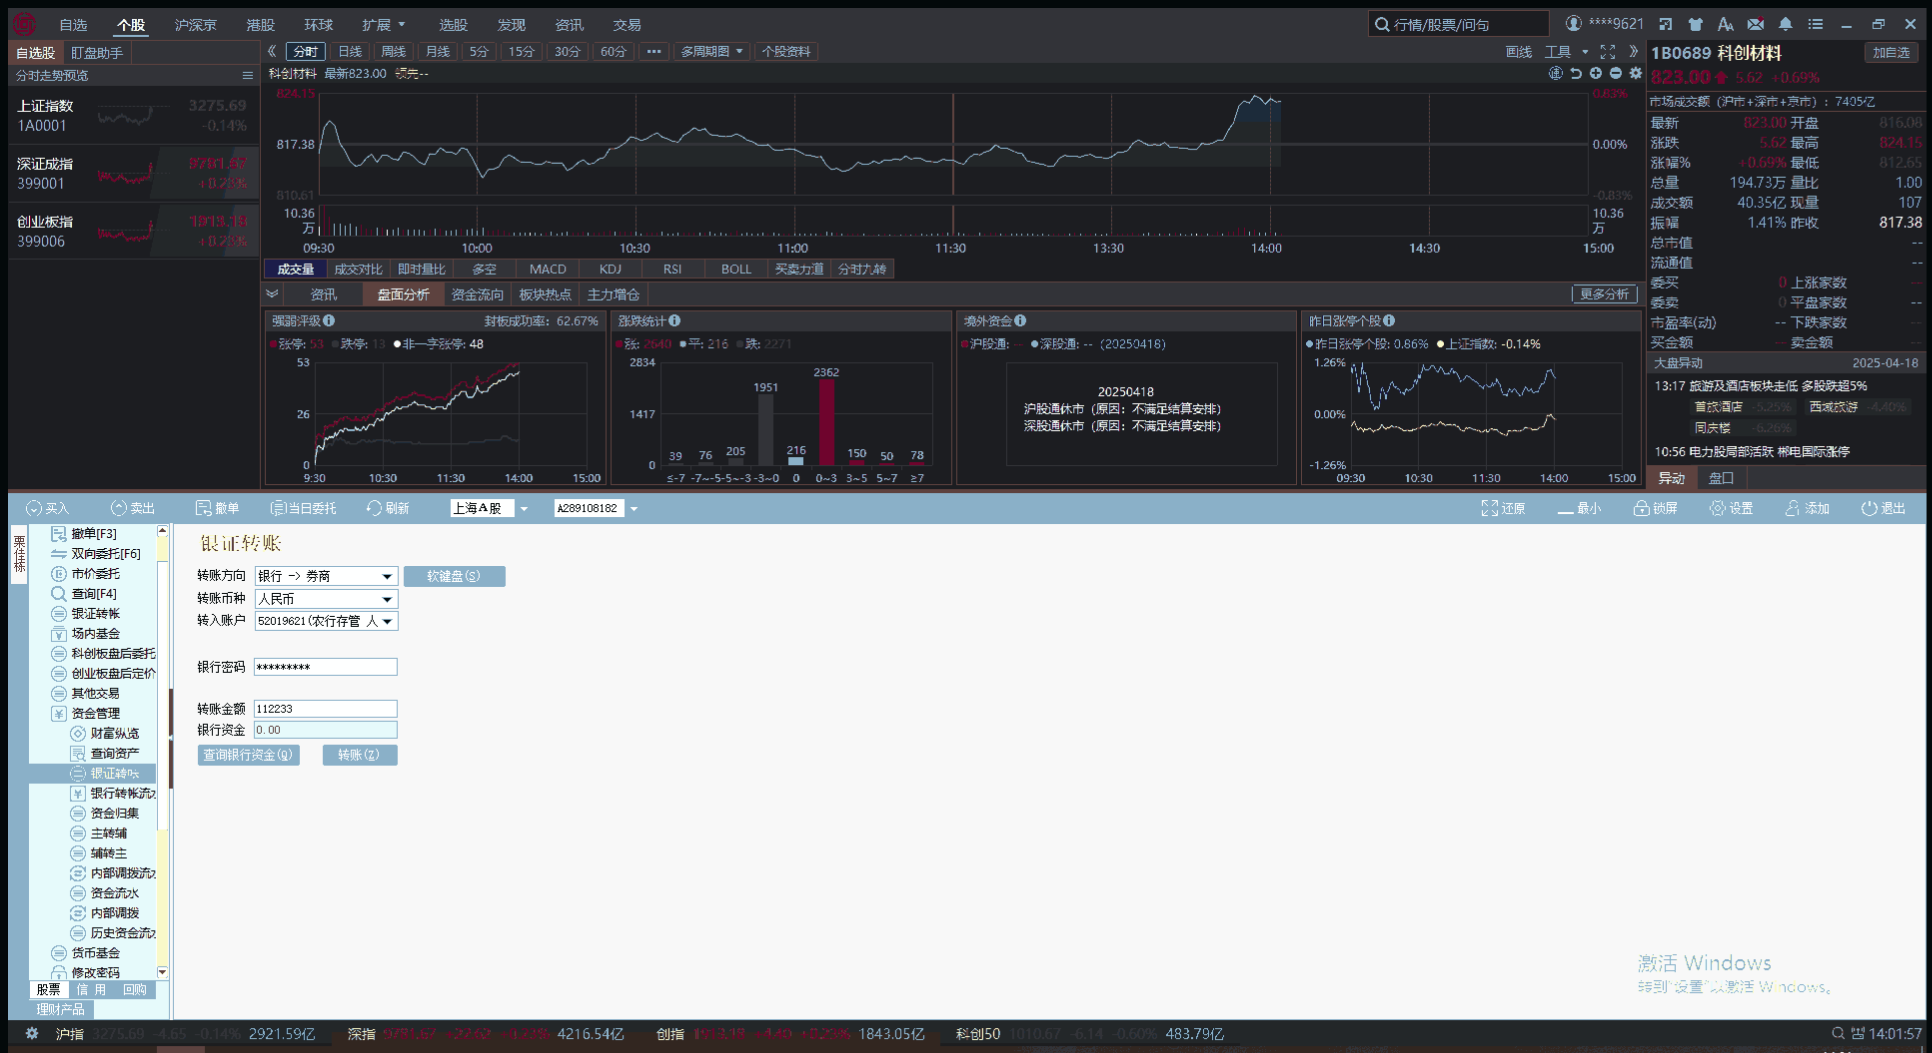 自选 个股 沪深京 港股 环球 扩展 选股 发现 资讯 交易 行情/股票/问句 ****9621
自选股 盯盘助手 分时 日线 周线 月线 5分 15分 30分 60分 多周期图 个股资料 画线 工具 1B0689 科创材料 加自选
分时走势预览 科创材料 最新823.00 领先-- 823.00 5.62 +0.69%
上证指数 3275.69
1A0001 -0.14%
深证成指
399001
创业板指
399006
824.15 0.83%
817.38 0.00%
810.61 -0.83%
10.36 10.36
万 万
09:30 10:00 10:30 11:00 11:30 13:30 14:00 14:30 15:00
市场成交额（沪市+深市+京市）：7405亿
最新 823.00 开盘 816.08
涨跌 5.62 最高 824.15
涨幅% +0.69% 最低 812.65
总量 194.73万 量比 1.00
成交额 40.35亿 现量 107
振幅 1.41% 昨收 817.38
总市值 --
流通值 --
委买 0 上涨家数 --
委卖 0 平盘家数 --
市盈率(动) -- 下跌家数 --
买金额 -- 卖金额 --
成交量 成交对比 即时量比 多空 MACD KDJ RSI BOLL 买卖力道 分时九转
资讯 盘面分析 资金流向 板块热点 主力增仓 更多分析
强弱评级 封板成功率：62.67%
涨停: 53 跌停: 13 非一字涨停: 48
53
26
0
9:30 10:30 11:30 14:00 15:00
涨跌统计
涨: 2640 平: 216 跌: 2271
2834
1417
0
39 76 205 1951 216 2362 150 50 78
≤-7 -7~-5 -5~-3 -3~0 0 0~3 3~5 5~7 ≥7
境外资金
沪股通: -- 深股通: -- (20250418)
20250418
沪股通休市（原因：不满足结算安排）
深股通休市（原因：不满足结算安排）
昨日涨停个股
昨日涨停个股: 0.86% 上证指数: -0.14%
1.26%
0.00%
-1.26%
09:30 10:30 11:30 14:00 15:00
大盘异动 2025-04-18
13:17 旅游及酒店板块走低 多股跌超5%
首旅酒店 -5.25% 西域旅游 -4.40%
同庆楼 -6.26%
10:56 电力股局部活跃 郴电国际涨停
异动 盘口
买入 卖出 撤单 当日委托 刷新 上海A股 A289108182 还原 最小 锁屏 设置 添加 退出
栗佳栋
撤单[F3]
双向委托[F6]
市价委托
查询[F4]
银证转帐
场内基金
科创板盘后委托
创业板盘后定价
其他交易
资金管理
财富纵览
查询资产
银证转帐
银行转帐流水
资金归集
主转辅
辅转主
内部调拨流水
资金流水
内部调拨
历史资金流水
货币基金
修改密码
股票 信用 回购
理财产品
银证转账
转账方向 银行 -> 券商 软键盘(S)
转账币种 人民币
转入账户 52019621(农行存管 人
银行密码 *********
转账金额 112233
银行资金 0.00
查询银行资金(Q) 转账(Z)
激活 Windows
转到"设置"以激活 Windows。
沪指 3275.69 -4.65 -0.14% 2921.59亿 深指 4216.54亿 创指 1843.05亿 科创50 1010.67 -6.14 -0.60% 483.79亿 14:01:57